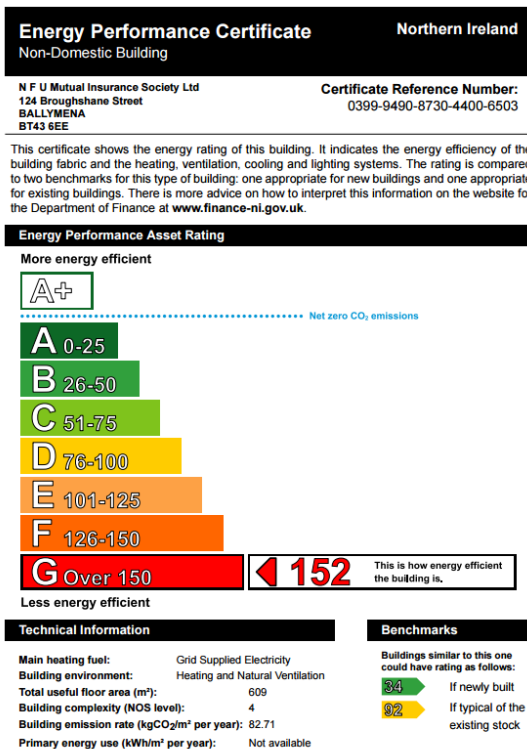 Energy Performance Certificate
Northern Ireland
Non-Domestic Building
N F U Mutual Insurance Society Ltd
124 Broughshane Street
BALLYMENA
BT43 6EE
Certificate Reference Number:
0399-9490-8730-4400-6503
This certificate shows the energy rating of this building. It indicates the energy efficiency of the
building fabric and the heating, ventilation, cooling and lighting systems. The rating is compared
to two benchmarks for this type of building: one appropriate for new buildings and one appropriate
for existing buildings. There is more advice on how to interpret this information on the website fo
the Department of Finance at www.finance-ni.gov.uk.
Energy Performance Asset Rating
More energy efficient
A+
Net zero CO₂ emissions
A 0-25
B 26-50
C 51-75
D 76-100
E 101-125
F 126-150
G Over 150
152
This is how energy efficient
the building is.
Less energy efficient
Technical Information
Main heating fuel: Grid Supplied Electricity
Building environment: Heating and Natural Ventilation
Total useful floor area (m²): 609
Building complexity (NOS level): 4
Building emission rate (kgCO₂/m² per year): 82.71
Primary energy use (kWh/m² per year): Not available
Benchmarks
Buildings similar to this one
could have rating as follows:
34 If newly built
92 If typical of the
existing stock